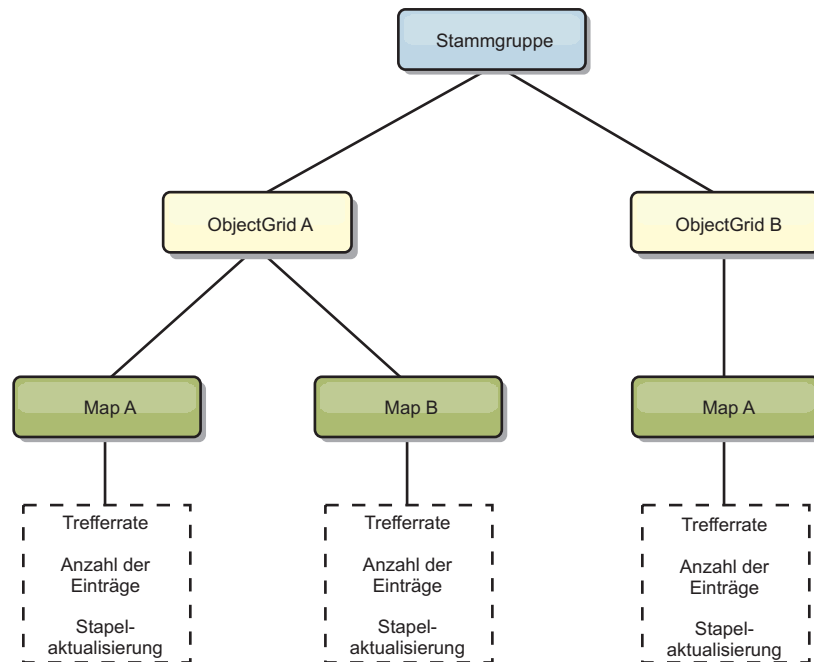 Stammgruppe
ObjectGrid A
ObjectGrid B
Map A
Map B
Map A
Trefferrate
Anzahl der
Einträge
Stapel-
aktualisierung
Trefferrate
Anzahl der
Einträge
Stapel-
aktualisierung
Trefferrate
Anzahl der
Einträge
Stapel-
aktualisierung